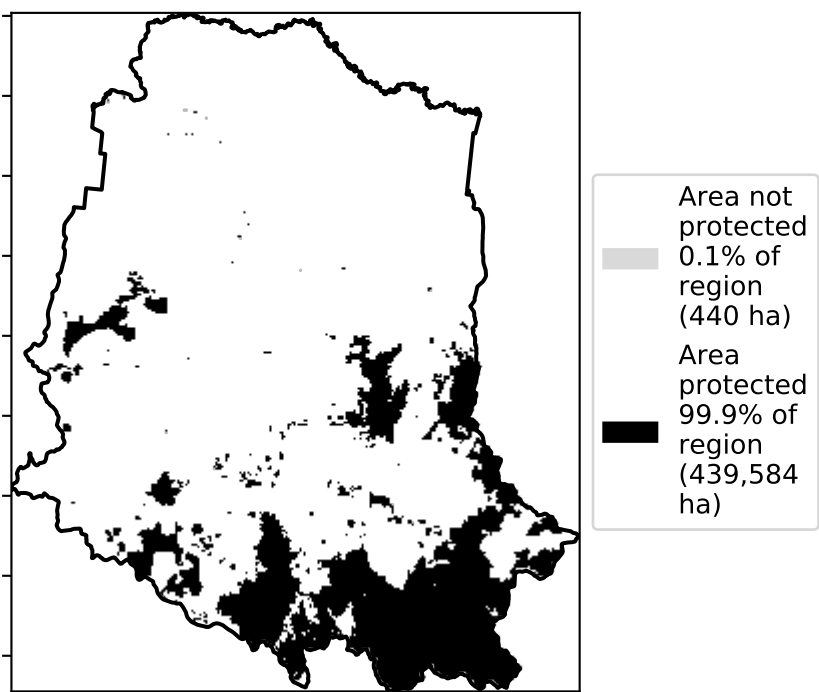 Area not
protected
0.1% of
region
(440 ha)
Area
protected
99.9% of
region
(439,584
ha)